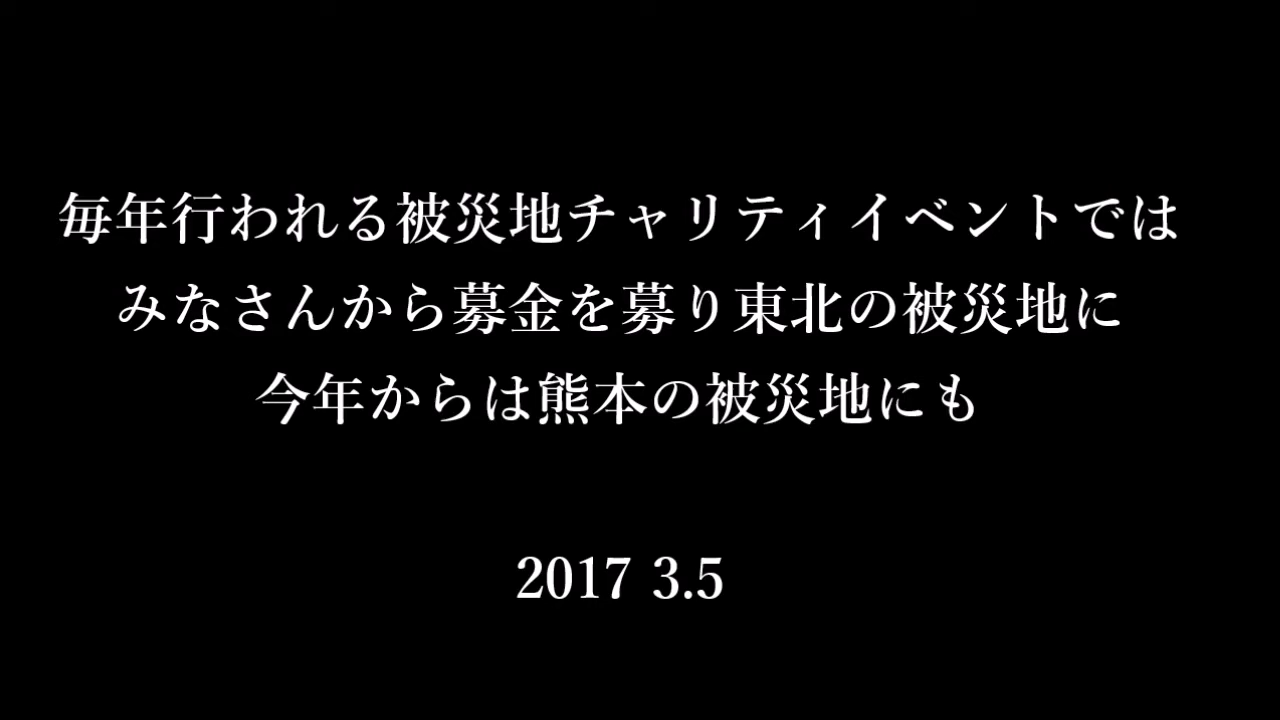 毎年行われる被災地チャリティイベントでは
みなさんから募金を募り東北の被災地に
今年からは熊本の被災地にも
2017 3.5